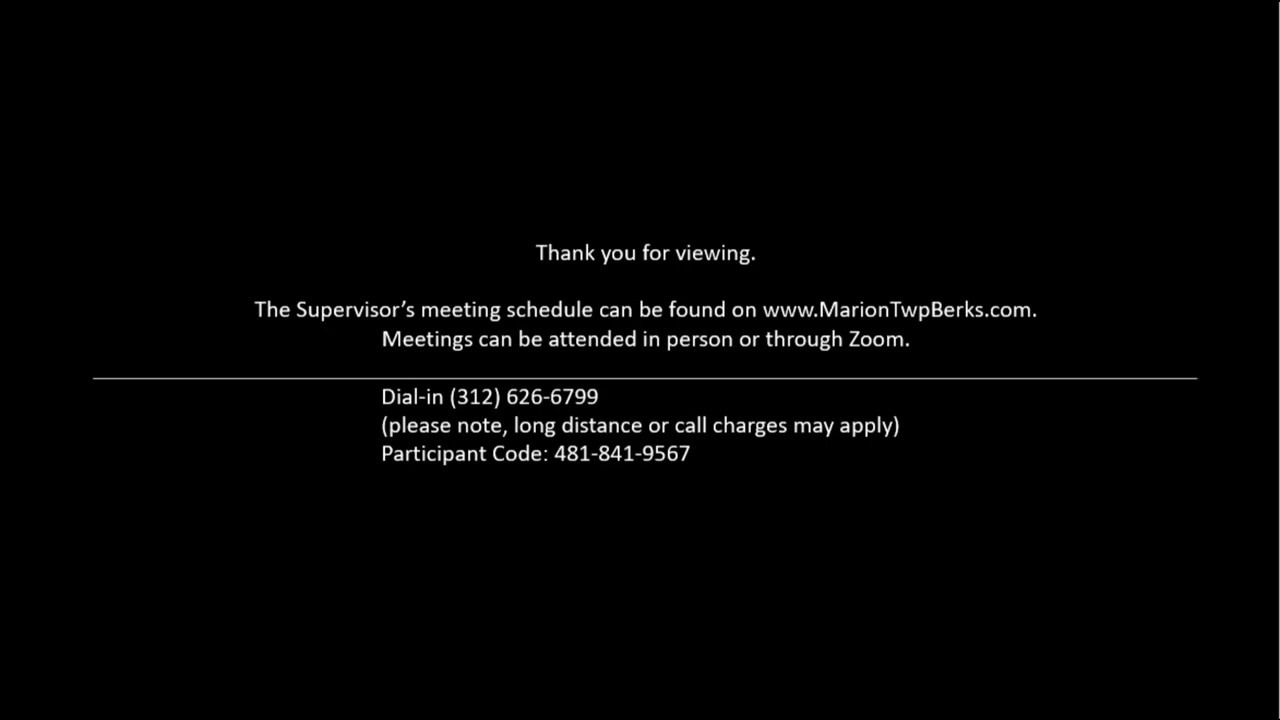 Thank you for viewing.
The Supervisor’s meeting schedule can be found on www.MarionTwpBerks.com.
Meetings can be attended in person or through Zoom.
Dial-in (312) 626-6799
(please note, long distance or call charges may apply)
Participant Code: 481-841-9567